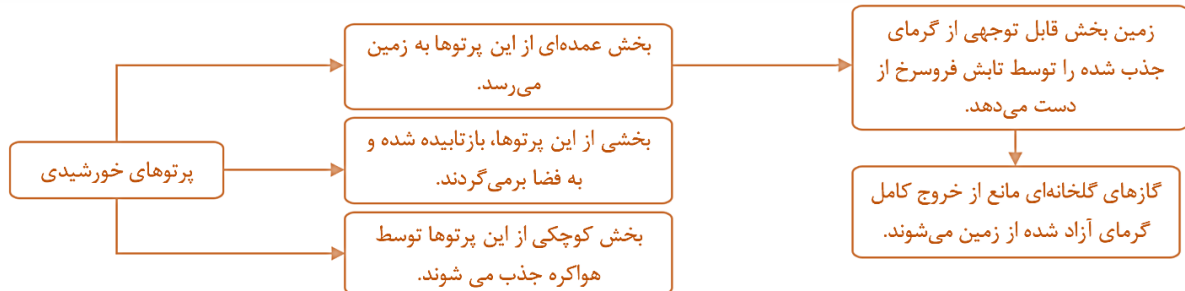 پرتوهای خورشیدی
بخش عمده‌ای از این پرتوها به زمین
می‌رسد.
زمین بخش قابل توجهی از گرمای
جذب شده را توسط تابش فروسرخ از
دست می‌دهد.
گازهای گلخانه‌ای مانع از خروج کامل
گرمای آزاد شده از زمین می‌شوند.
بخشی از این پرتوها، بازتابیده شده و
به فضا برمی‌گردند.
بخش کوچکی از این پرتوها توسط
هواکره جذب می شوند.